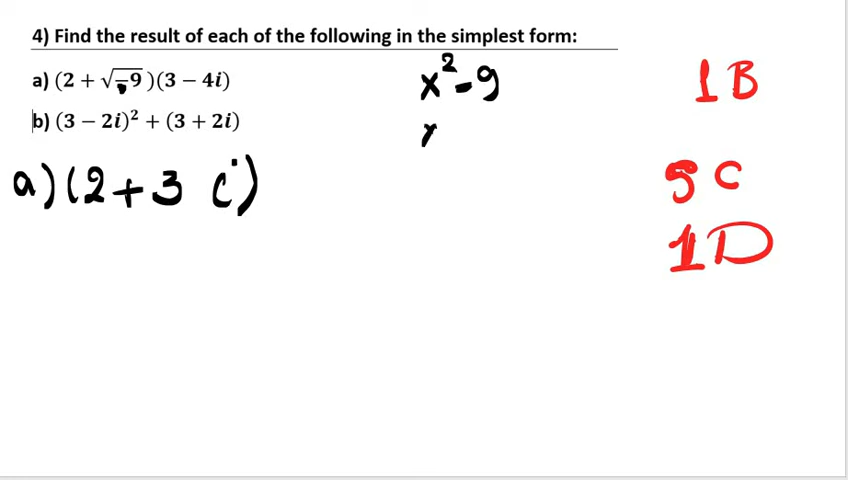 4) Find the result of each of the following in the simplest form:
a) (2 + √−9 )(3 − 4i)
b) (3 − 2i)² + (3 + 2i)
x² - 9
x
a) (2 + 3 i)
1 B
5 C
1 D